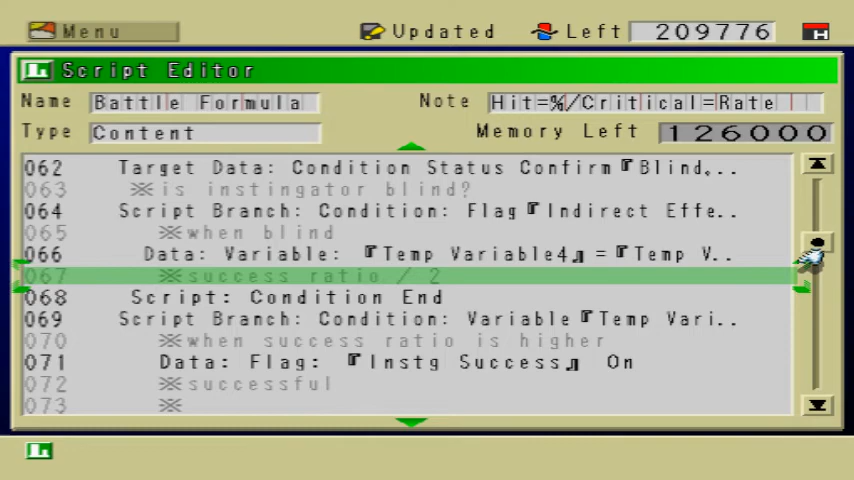 Menu Updated Left 209776
Script Editor
Name Battle Formula Note Hit=%/Critical=Rate
Type Content Memory Left 126000
062 Target Data: Condition Status Confirm『Blind...
063 ※is instingator blind?
064 Script Branch: Condition: Flag『Indirect Effe..
065 ※when blind
066 Data: Variable: 『Temp Variable4』=『Temp V..
067 ※success ratio / 2
068 Script: Condition End
069 Script Branch: Condition: Variable『Temp Vari..
070 ※when success ratio is higher
071 Data: Flag: 『Instg Success』 On
072 ※successful
073 ※